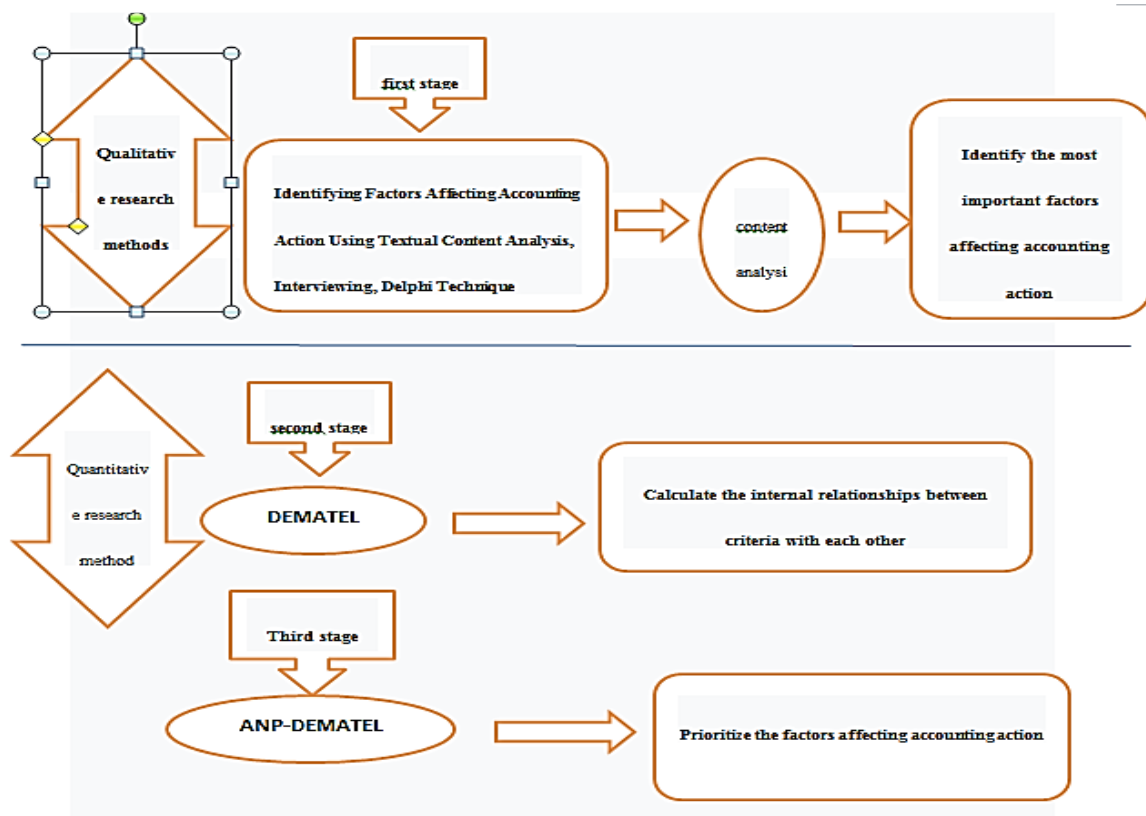 first stage
Qualitativ
e research
methods
Identifying Factors Affecting Accounting
Action Using Textual Content Analysis,
Interviewing, Delphi Technique
content
analysi
Identify the most
important factors
affecting accounting
action
second stage
Quantitativ
e research
method
DEMATEL
Calculate the internal relationships between
criteria with each other
Third stage
ANP-DEMATEL
Prioritize the factors affecting accounting action